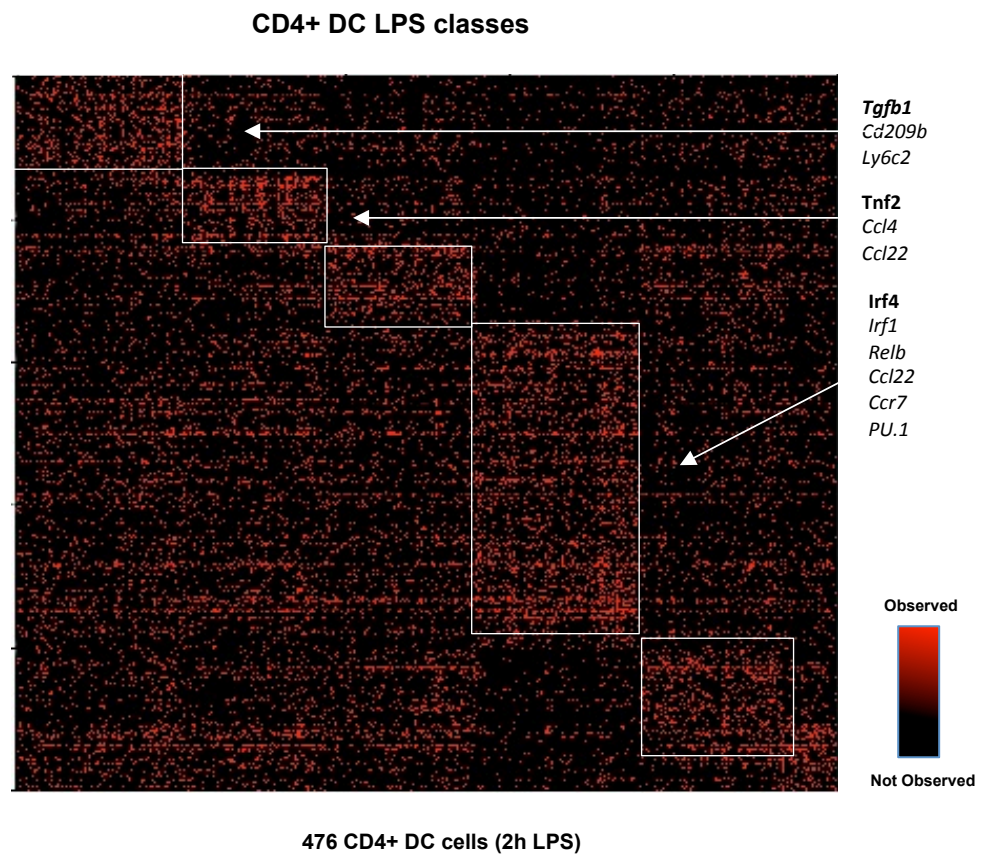 CD4+ DC LPS classes
Tgfb1
Cd209b
Ly6c2
Tnf2
Ccl4
Ccl22
Irf4
Irf1
Relb
Ccl22
Ccr7
PU.1
Observed
Not Observed
476 CD4+ DC cells (2h LPS)